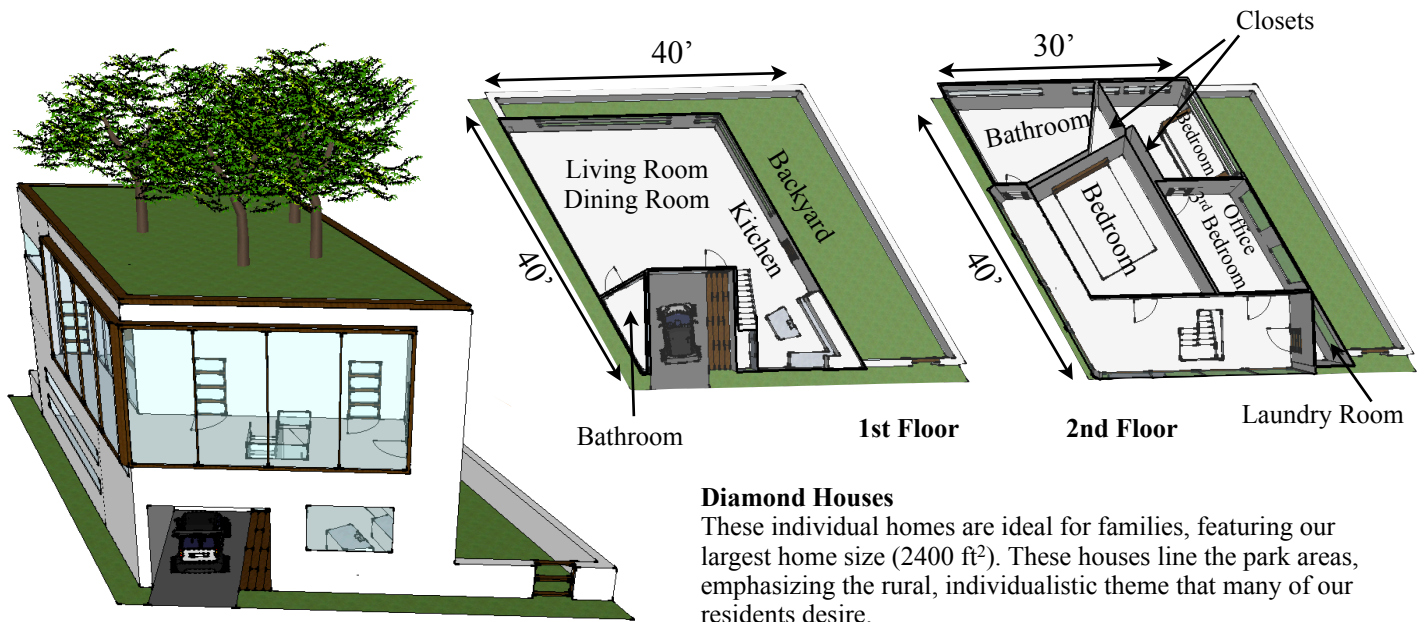 Closets
40’
30’
Bathroom
Bedroom
Living Room
Dining Room
Backyard
Kitchen
Bedroom
Office
3rd Bedroom
40’
40’
Bathroom
1st Floor
2nd Floor
Laundry Room
Diamond Houses
These individual homes are ideal for families, featuring our
largest home size (2400 ft²). These houses line the park areas,
emphasizing the rural, individualistic theme that many of our
residents desire.